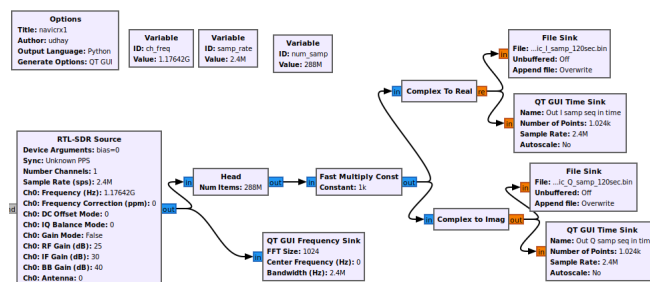 Options
Title: navicrx1
Author: udhay
Output Language: Python
Generate Options: QT GUI
Variable
ID: ch_freq
Value: 1.17642G
Variable
ID: samp_rate
Value: 2.4M
Variable
ID: num_samp
Value: 288M
File Sink
File: ...ic_I_samp_120sec.bin
Unbuffered: Off
Append file: Overwrite
in
in
Complex To Real
re
in
QT GUI Time Sink
Name: Out I samp seq in time
Number of Points: 1.024k
Sample Rate: 2.4M
Autoscale: No
RTL-SDR Source
Device Arguments: bias=0
Sync: Unknown PPS
Number Channels: 1
Sample Rate (sps): 2.4M
Ch0: Frequency (Hz): 1.17642G
Ch0: Frequency Correction (ppm): 0
Ch0: DC Offset Mode: 0
Ch0: IQ Balance Mode: 0
Ch0: Gain Mode: False
Ch0: RF Gain (dB): 25
Ch0: IF Gain (dB): 30
Ch0: BB Gain (dB): 40
Ch0: Antenna: 0
out
in
Head
Num Items: 288M
out
in
Fast Multiply Const
Constant: 1k
out
in
QT GUI Frequency Sink
FFT Size: 1024
Center Frequency (Hz): 0
Bandwidth (Hz): 2.4M
in
Complex to Imag
im
in
File Sink
File: ...ic_Q_samp_120sec.bin
Unbuffered: Off
Append file: Overwrite
in
QT GUI Time Sink
Name: Out Q samp seq in time
Number of Points: 1.024k
Sample Rate: 2.4M
Autoscale: No